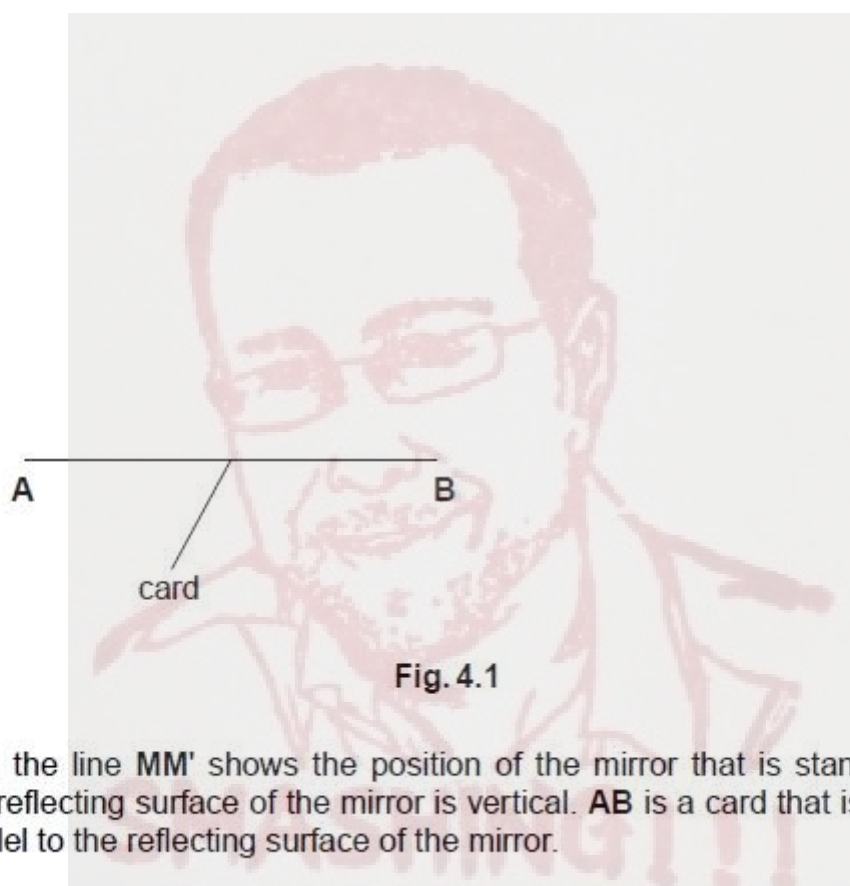 A
B
card
Fig. 4.1
the line MM' shows the position of the mirror that is stan
reflecting surface of the mirror is vertical. AB is a card that is
lel to the reflecting surface of the mirror.
SMASHING!!!